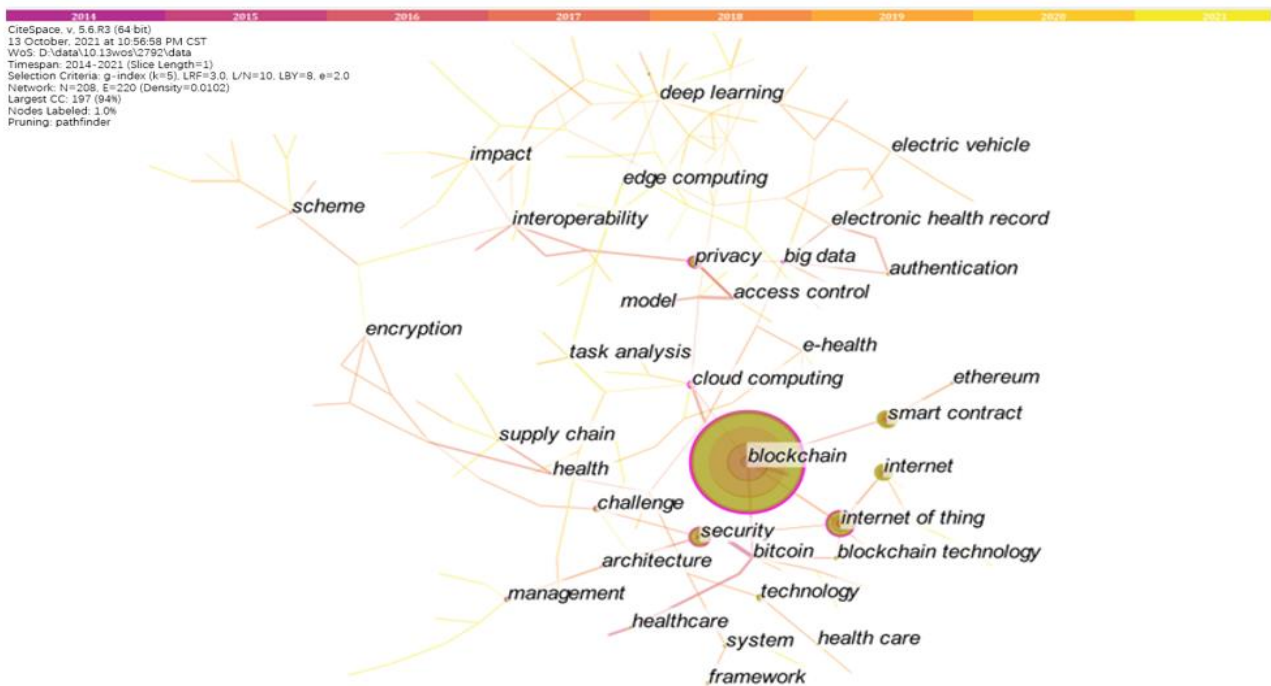 2014 2015 2016 2017 2018 2019 2020 2021
CiteSpace, v. 5.6.R3 (64 bit)
13 October, 2021 at 10:56:58 PM CST
WoS: D:\data\10.13wos\2792\data
Timespan: 2014-2021 (Slice Length=1)
Selection Criteria: g-index (k=5), LRF=3.0, L/N=10, LBY=8, e=2.0
Network: N=208, E=220 (Density=0.0102)
Largest CC: 197 (94%)
Nodes Labeled: 1.0%
Pruning: pathfinder
deep learning
electric vehicle
impact
edge computing
scheme
interoperability
electronic health record
privacy
big data
authentication
model
access control
encryption
task analysis
e-health
cloud computing
ethereum
smart contract
supply chain
blockchain
health
internet
challenge
internet of thing
security
architecture
bitcoin
blockchain technology
management
technology
healthcare
system
health care
framework